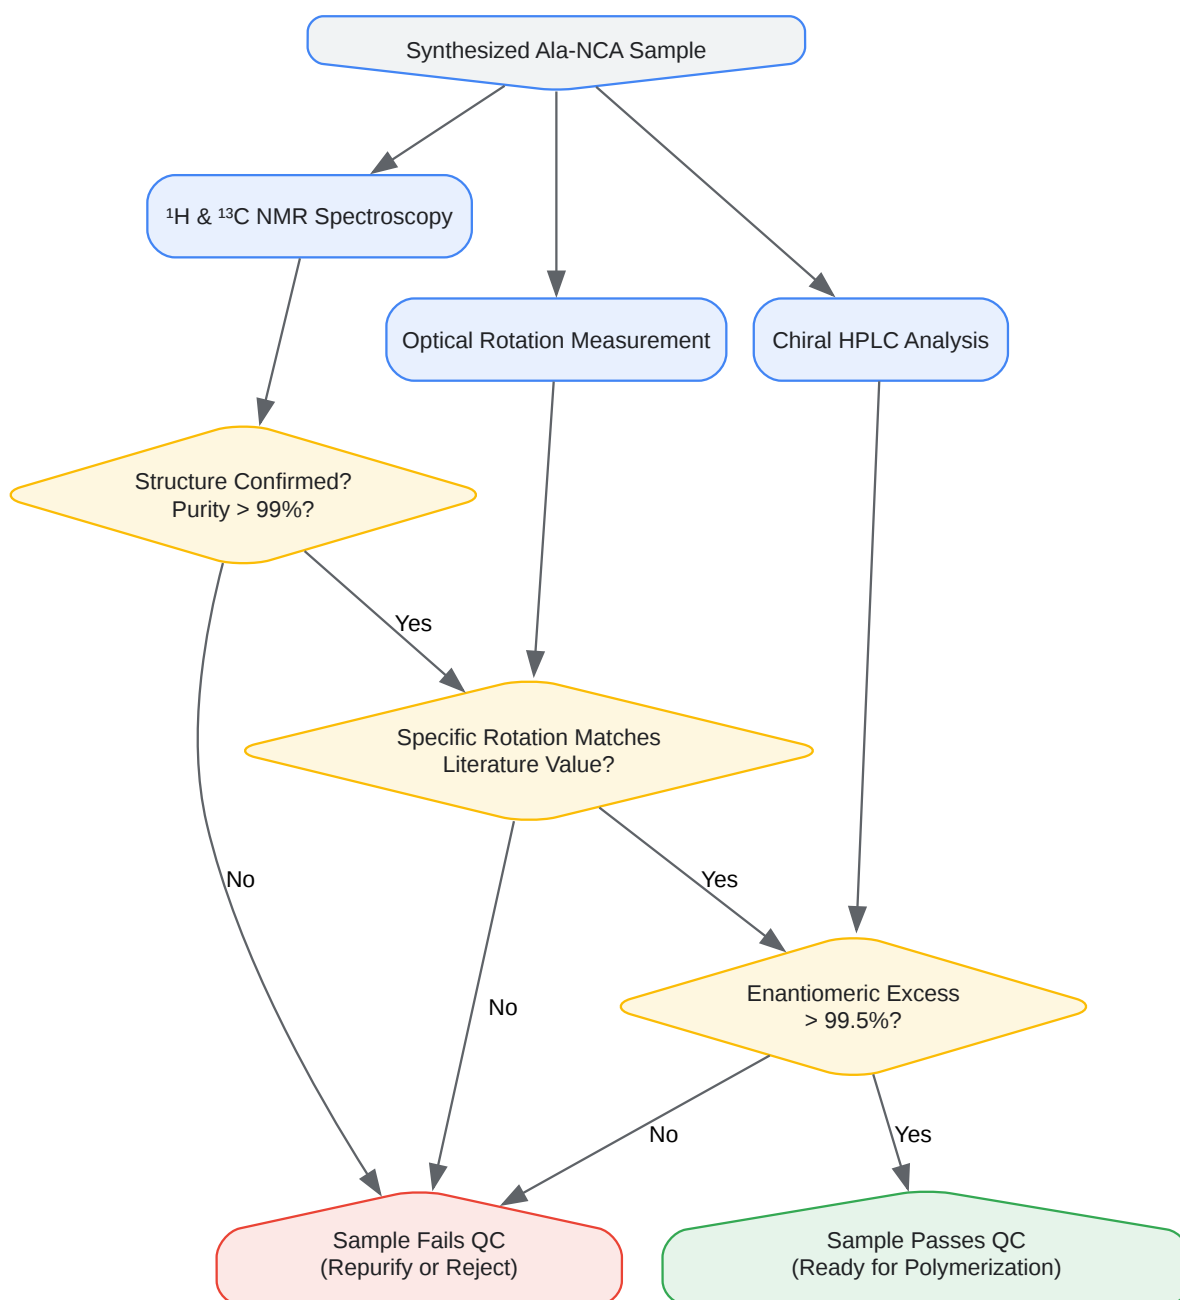 Synthesized Ala-NCA Sample
¹H & ¹³C NMR Spectroscopy
Optical Rotation Measurement
Chiral HPLC Analysis
Structure Confirmed?
Purity > 99%?
Yes
Specific Rotation Matches
Literature Value?
No
Yes
Enantiomeric Excess
> 99.5%?
No
No
Yes
Sample Fails QC
(Repurify or Reject)
Sample Passes QC
(Ready for Polymerization)